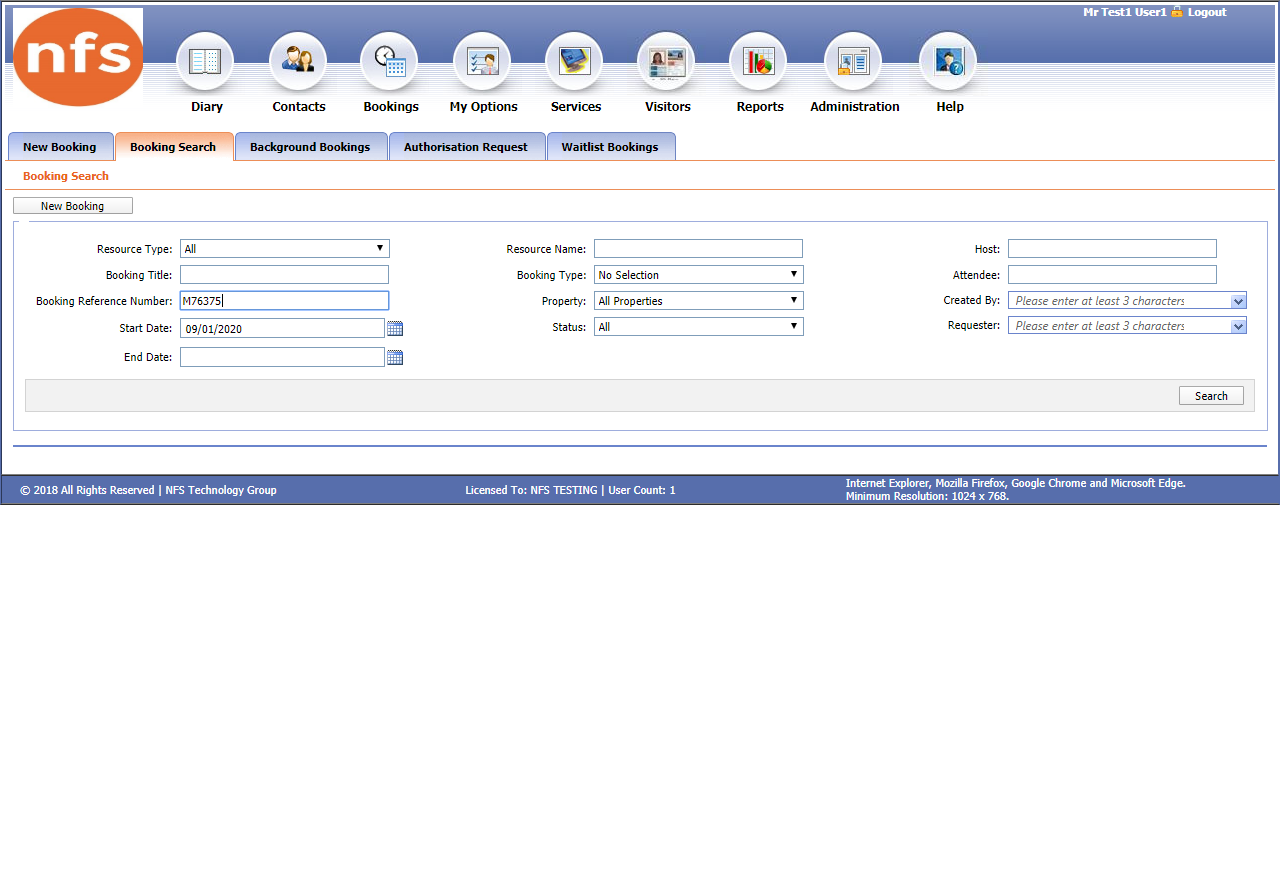 Mr Test1 User1 Logout
nfs
Diary Contacts Bookings My Options Services Visitors Reports Administration Help
New Booking Booking Search Background Bookings Authorisation Request Waitlist Bookings
Booking Search
New Booking
Resource Type: All Resource Name: Host:
Booking Title: Booking Type: No Selection Attendee:
Booking Reference Number: M76375 Property: All Properties Created By: Please enter at least 3 characters
Start Date: 09/01/2020 Status: All Requester: Please enter at least 3 characters
End Date:
Search
© 2018 All Rights Reserved | NFS Technology Group Licensed To: NFS TESTING | User Count: 1 Internet Explorer, Mozilla Firefox, Google Chrome and Microsoft Edge.
Minimum Resolution: 1024 x 768.